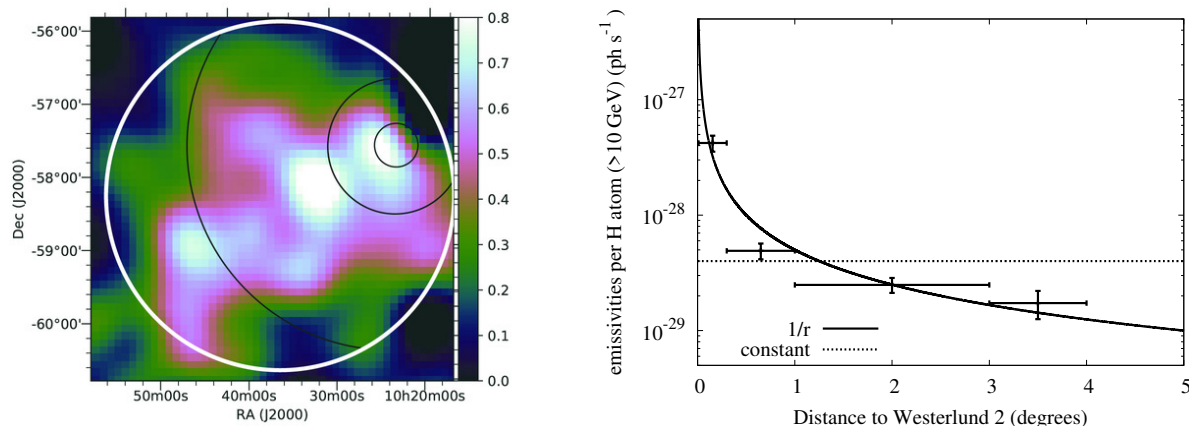 -56°00'
-57°00'
-58°00'
-59°00'
-60°00'
Dec (J2000)
50m00s 40m00s 30m00s 10h20m00s
RA (J2000)
0.8
0.7
0.6
0.5
0.4
0.3
0.2
0.1
0.0
emissivities per H atom (>10 GeV) (ph s⁻¹)
10⁻²⁷
10⁻²⁸
10⁻²⁹
1/r
constant
0 1 2 3 4 5
Distance to Westerlund 2 (degrees)